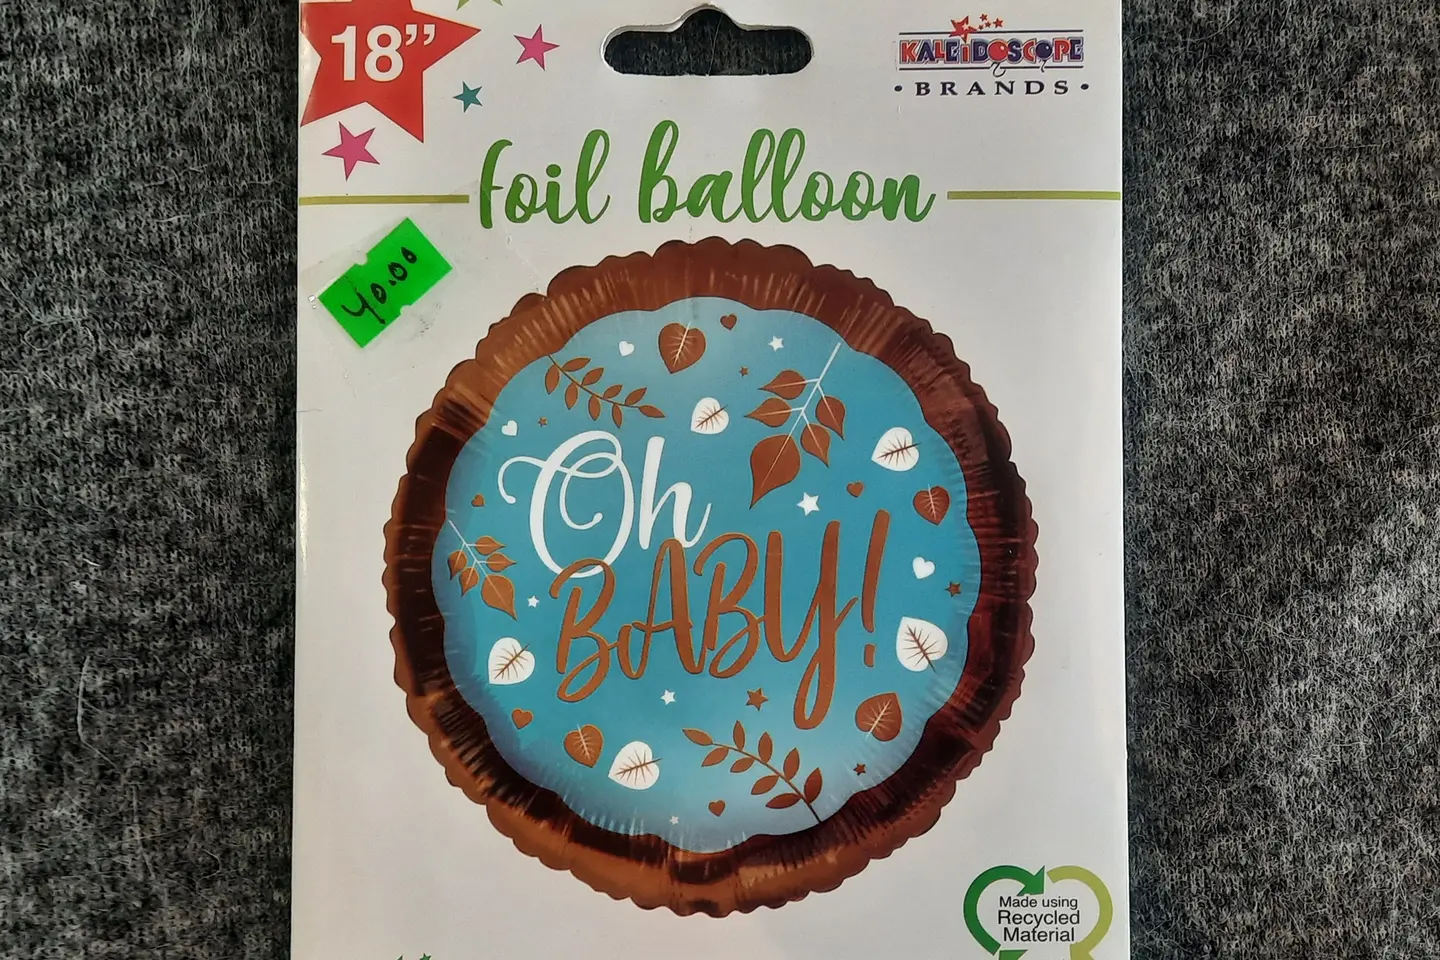 18”
KALEIDOSCOPE
• BRANDS •
foil balloon
40.00
Oh
BABY!
Made using
Recycled
Material